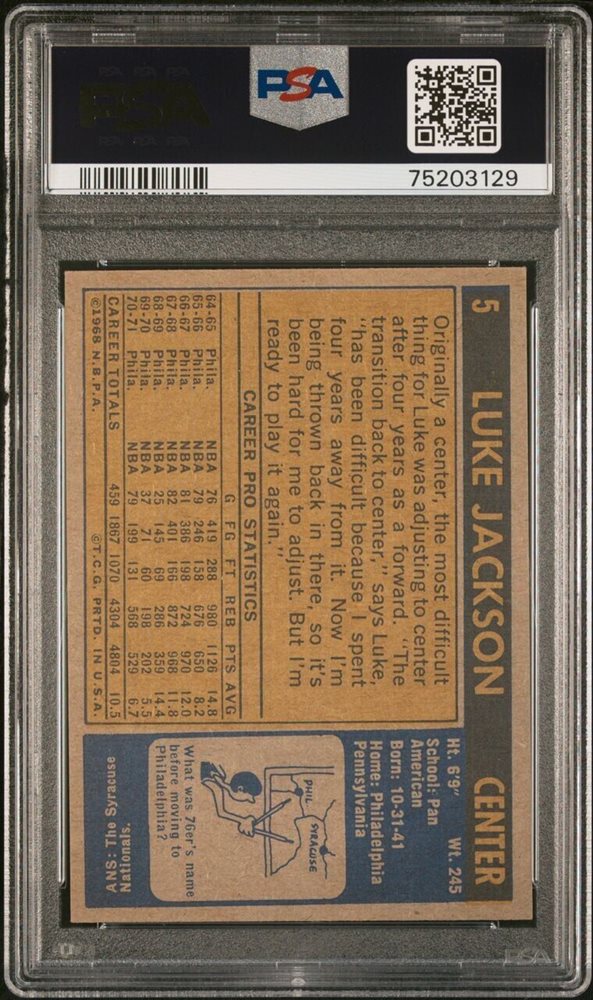 PSA
75203129
5 LUKE JACKSON CENTER
Originally a center, the most difficult
thing for Luke was adjusting to center
after four years as a forward. "The
transition back to center," says Luke,
"has been difficult because I spent
four years away from it. Now I'm
being thrown back in there, so it's
been hard for me to adjust. But I'm
ready to play it again."
CAREER PRO STATISTICS
G FG FT REB PTS AVG
64-65 Phila. NBA 76 419 288 980 1126 14.8
65-66 Phila. NBA 79 246 158 676 650 8.2
66-67 Phila. NBA 81 386 198 724 970 12.0
67-68 Phila. NBA 82 401 166 872 968 11.8
68-69 Phila. NBA 25 145 69 286 359 14.4
69-70 Phila. NBA 37 71 60 198 202 5.5
70-71 Phila. NBA 79 199 131 568 529 6.7
CAREER TOTALS 459 1867 1070 4304 4804 10.5
©1968 N.B.P.A. ©T.C.G. PRTD. IN U.S.A.
Ht. 6'9" Wt. 245
School: Pan
American
Born: 10-31-41
Home: Philadelphia
Pennsylvania
PHIL
SYRACUSE
What was 76er's name
before moving to
Philadelphia?
ANS: The Syracuse
Nationals.
PSA